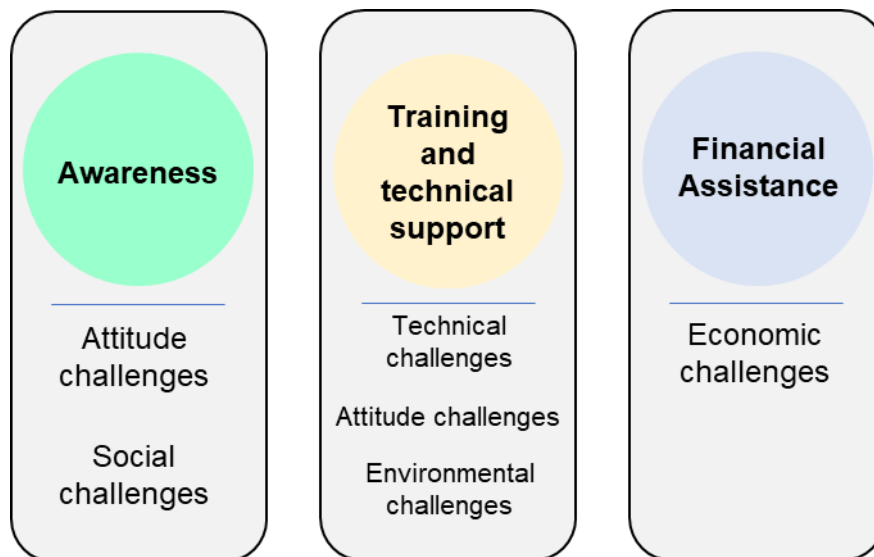 Awareness
Attitude
challenges
Social
challenges
Training
and
technical
support
Technical
challenges
Attitude challenges
Environmental
challenges
Financial
Assistance
Economic
challenges